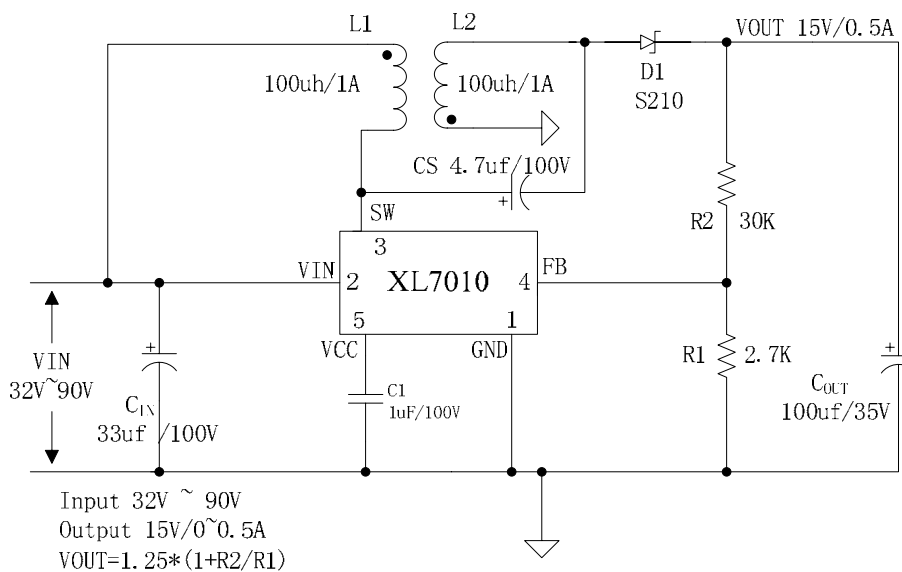 L1
L2
VOUT 15V/0.5A
100uh/1A
100uh/1A
D1
S210
CS 4.7uf/100V
+
SW
3
R2
30K
VIN
2
XL7010
4
FB
5
1
VCC
GND
VIN
32V~90V
+
C_IN
33uf /100V
C1
1uF/100V
R1
2.7K
+
C_OUT
100uf/35V
Input 32V ~ 90V
Output 15V/0~0.5A
VOUT=1.25*(1+R2/R1)